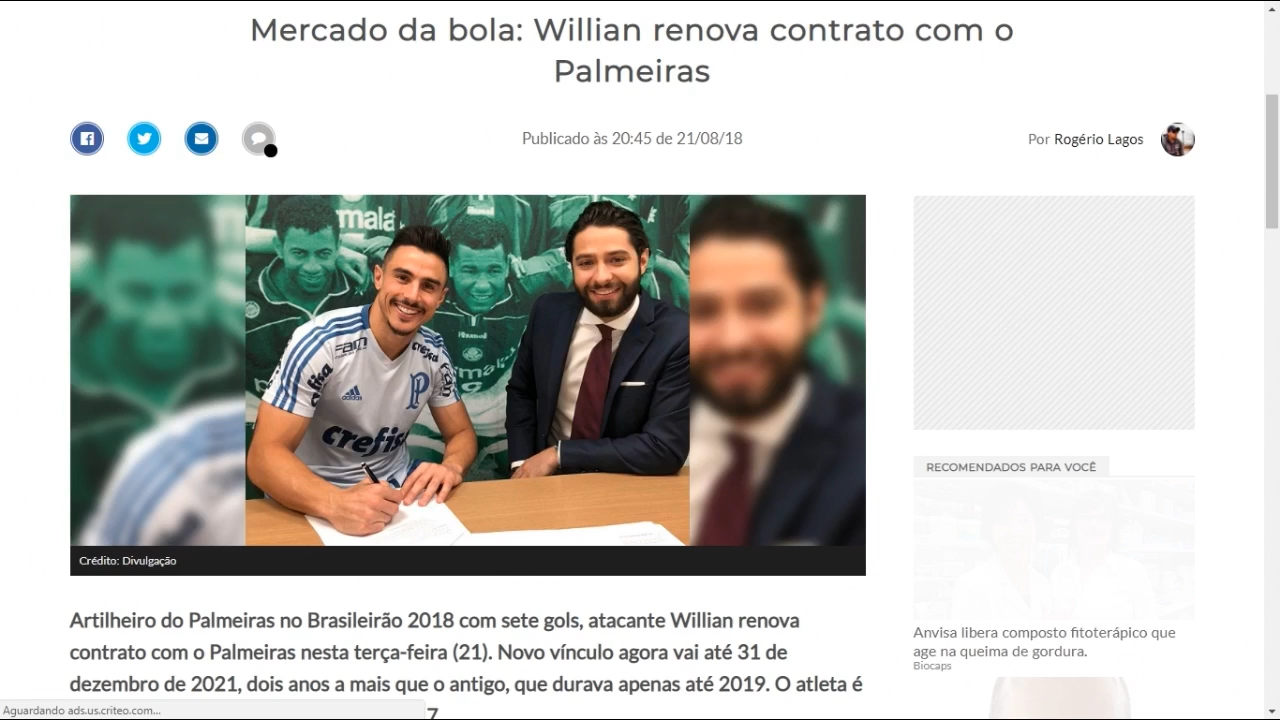 Mercado da bola: Willian renova contrato com o
Palmeiras
Publicado às 20:45 de 21/08/18
Por Rogério Lagos
FAM
crefisa
adidas
P
crefis
Crédito: Divulgação
RECOMENDADOS PARA VOCÊ
Anvisa libera composto fitoterápico que
age na queima de gordura.
Biocaps
Artilheiro do Palmeiras no Brasileirão 2018 com sete gols, atacante Willian renova
contrato com o Palmeiras nesta terça-feira (21). Novo vínculo agora vai até 31 de
dezembro de 2021, dois anos a mais que o antigo, que durava apenas até 2019. O atleta é
Aguardando ads.us.criteo.com...